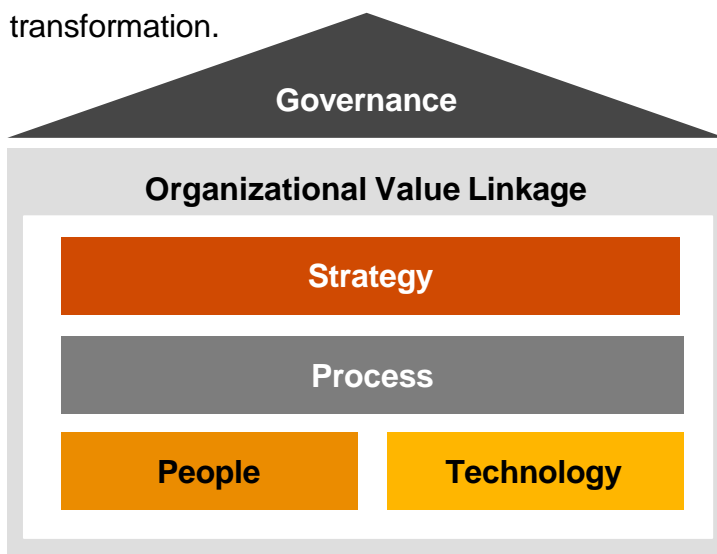 transformation.
Governance
Organizational Value Linkage
Strategy
Process
People Technology